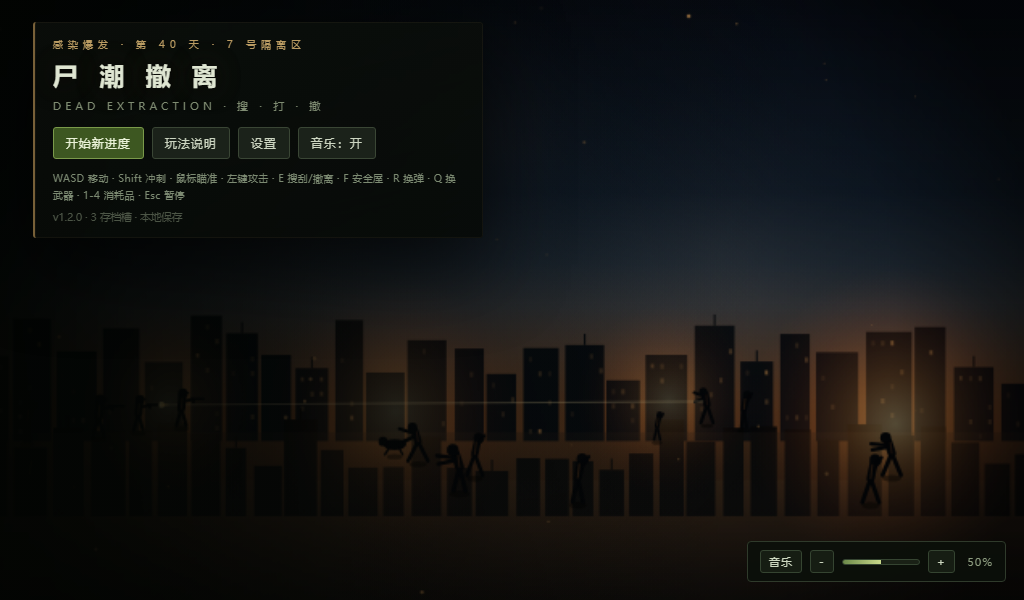 感染爆发 · 第 40 天 · 7 号隔离区
尸潮撤离
DEAD EXTRACTION · 搜 · 打 · 撤
开始新进度 玩法说明 设置 音乐：开
WASD 移动 · Shift 冲刺 · 鼠标瞄准 · 左键攻击 · E 搜刮/撤离 · F 安全屋 · R 换弹 · Q 换
武器 · 1-4 消耗品 · Esc 暂停
v1.2.0 · 3 存档槽 · 本地保存
音乐 - + 50%